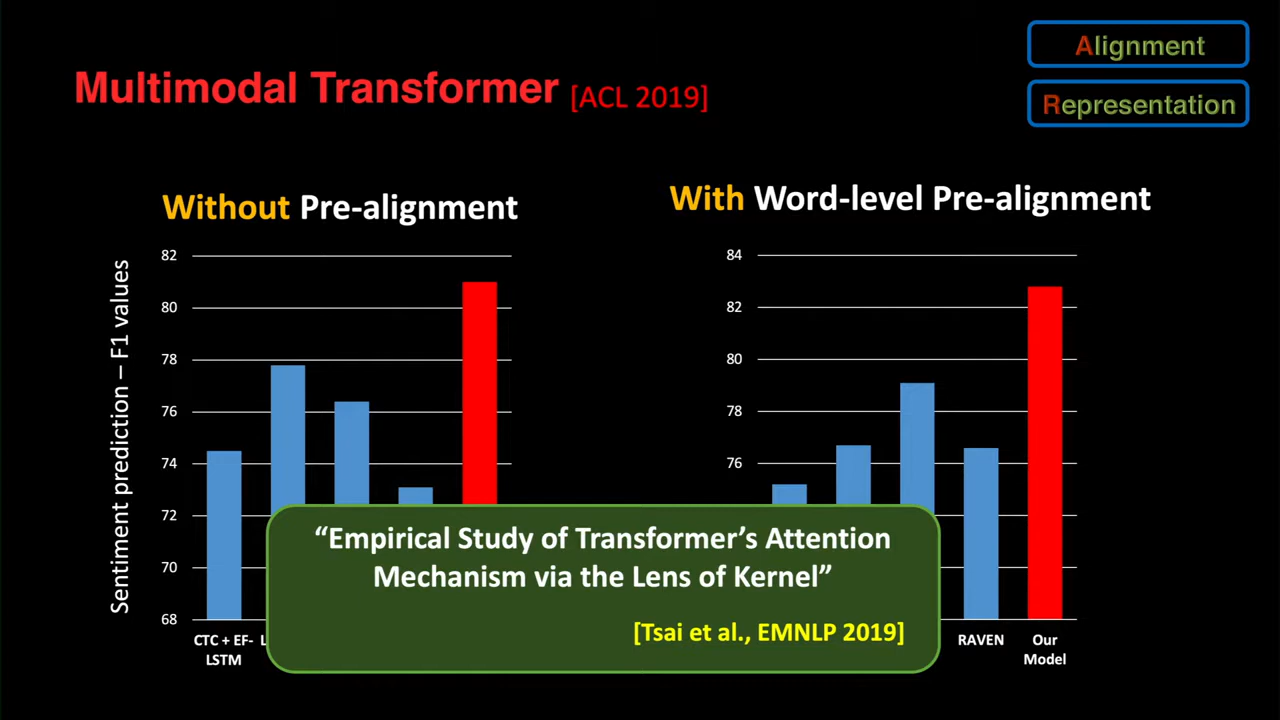 Alignment
Multimodal Transformer [ACL 2019]
Representation
Without Pre-alignment
With Word-level Pre-alignment
Sentiment prediction – F1 values
82
80
78
76
74
72
70
68
84
82
80
78
76
CTC + EF-
LSTM
L
RAVEN
Our
Model
“Empirical Study of Transformer’s Attention
Mechanism via the Lens of Kernel”
[Tsai et al., EMNLP 2019]